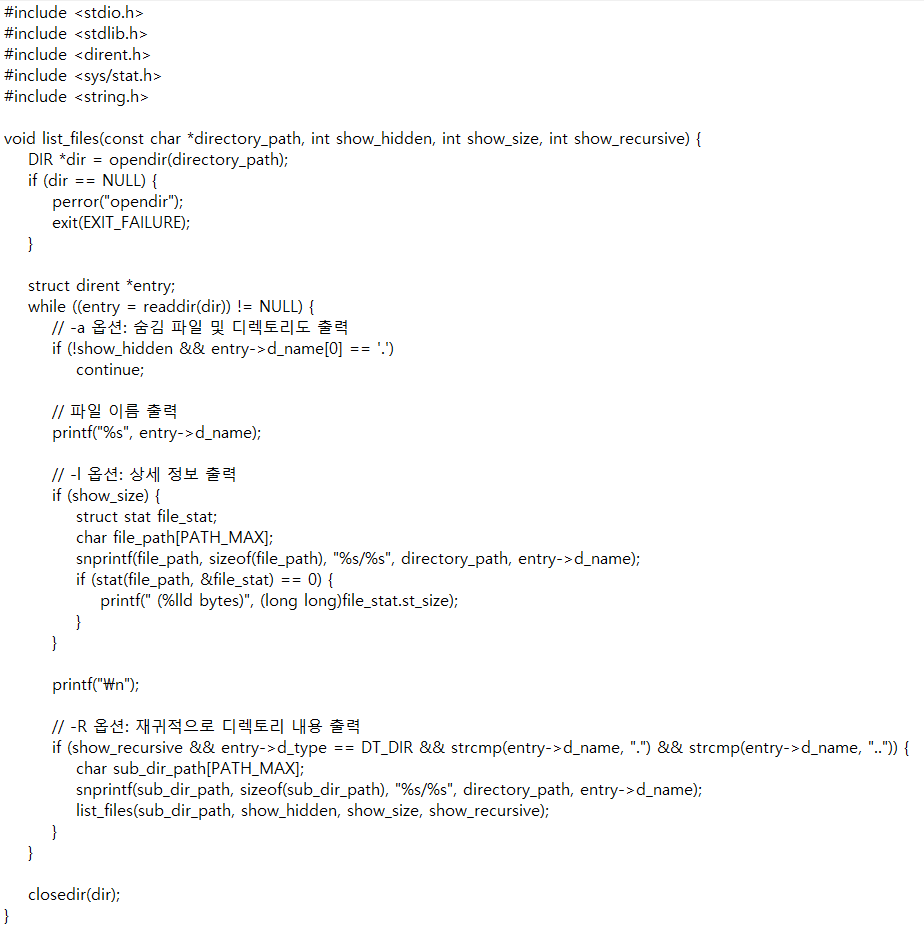 #include <stdio.h>
#include <stdlib.h>
#include <dirent.h>
#include <sys/stat.h>
#include <string.h>

void list_files(const char *directory_path, int show_hidden, int show_size, int show_recursive) {
    DIR *dir = opendir(directory_path);
    if (dir == NULL) {
        perror("opendir");
        exit(EXIT_FAILURE);
    }

    struct dirent *entry;
    while ((entry = readdir(dir)) != NULL) {
        // -a 옵션: 숨김 파일 및 디렉토리도 출력
        if (!show_hidden && entry->d_name[0] == '.')
            continue;

        // 파일 이름 출력
        printf("%s", entry->d_name);

        // -l 옵션: 상세 정보 출력
        if (show_size) {
            struct stat file_stat;
            char file_path[PATH_MAX];
            snprintf(file_path, sizeof(file_path), "%s/%s", directory_path, entry->d_name);
            if (stat(file_path, &file_stat) == 0) {
                printf(" (%lld bytes)", (long long)file_stat.st_size);
            }
        }

        printf("₩n");

        // -R 옵션: 재귀적으로 디렉토리 내용 출력
        if (show_recursive && entry->d_type == DT_DIR && strcmp(entry->d_name, ".") && strcmp(entry->d_name, "..")) {
            char sub_dir_path[PATH_MAX];
            snprintf(sub_dir_path, sizeof(sub_dir_path), "%s/%s", directory_path, entry->d_name);
            list_files(sub_dir_path, show_hidden, show_size, show_recursive);
        }
    }

    closedir(dir);
}